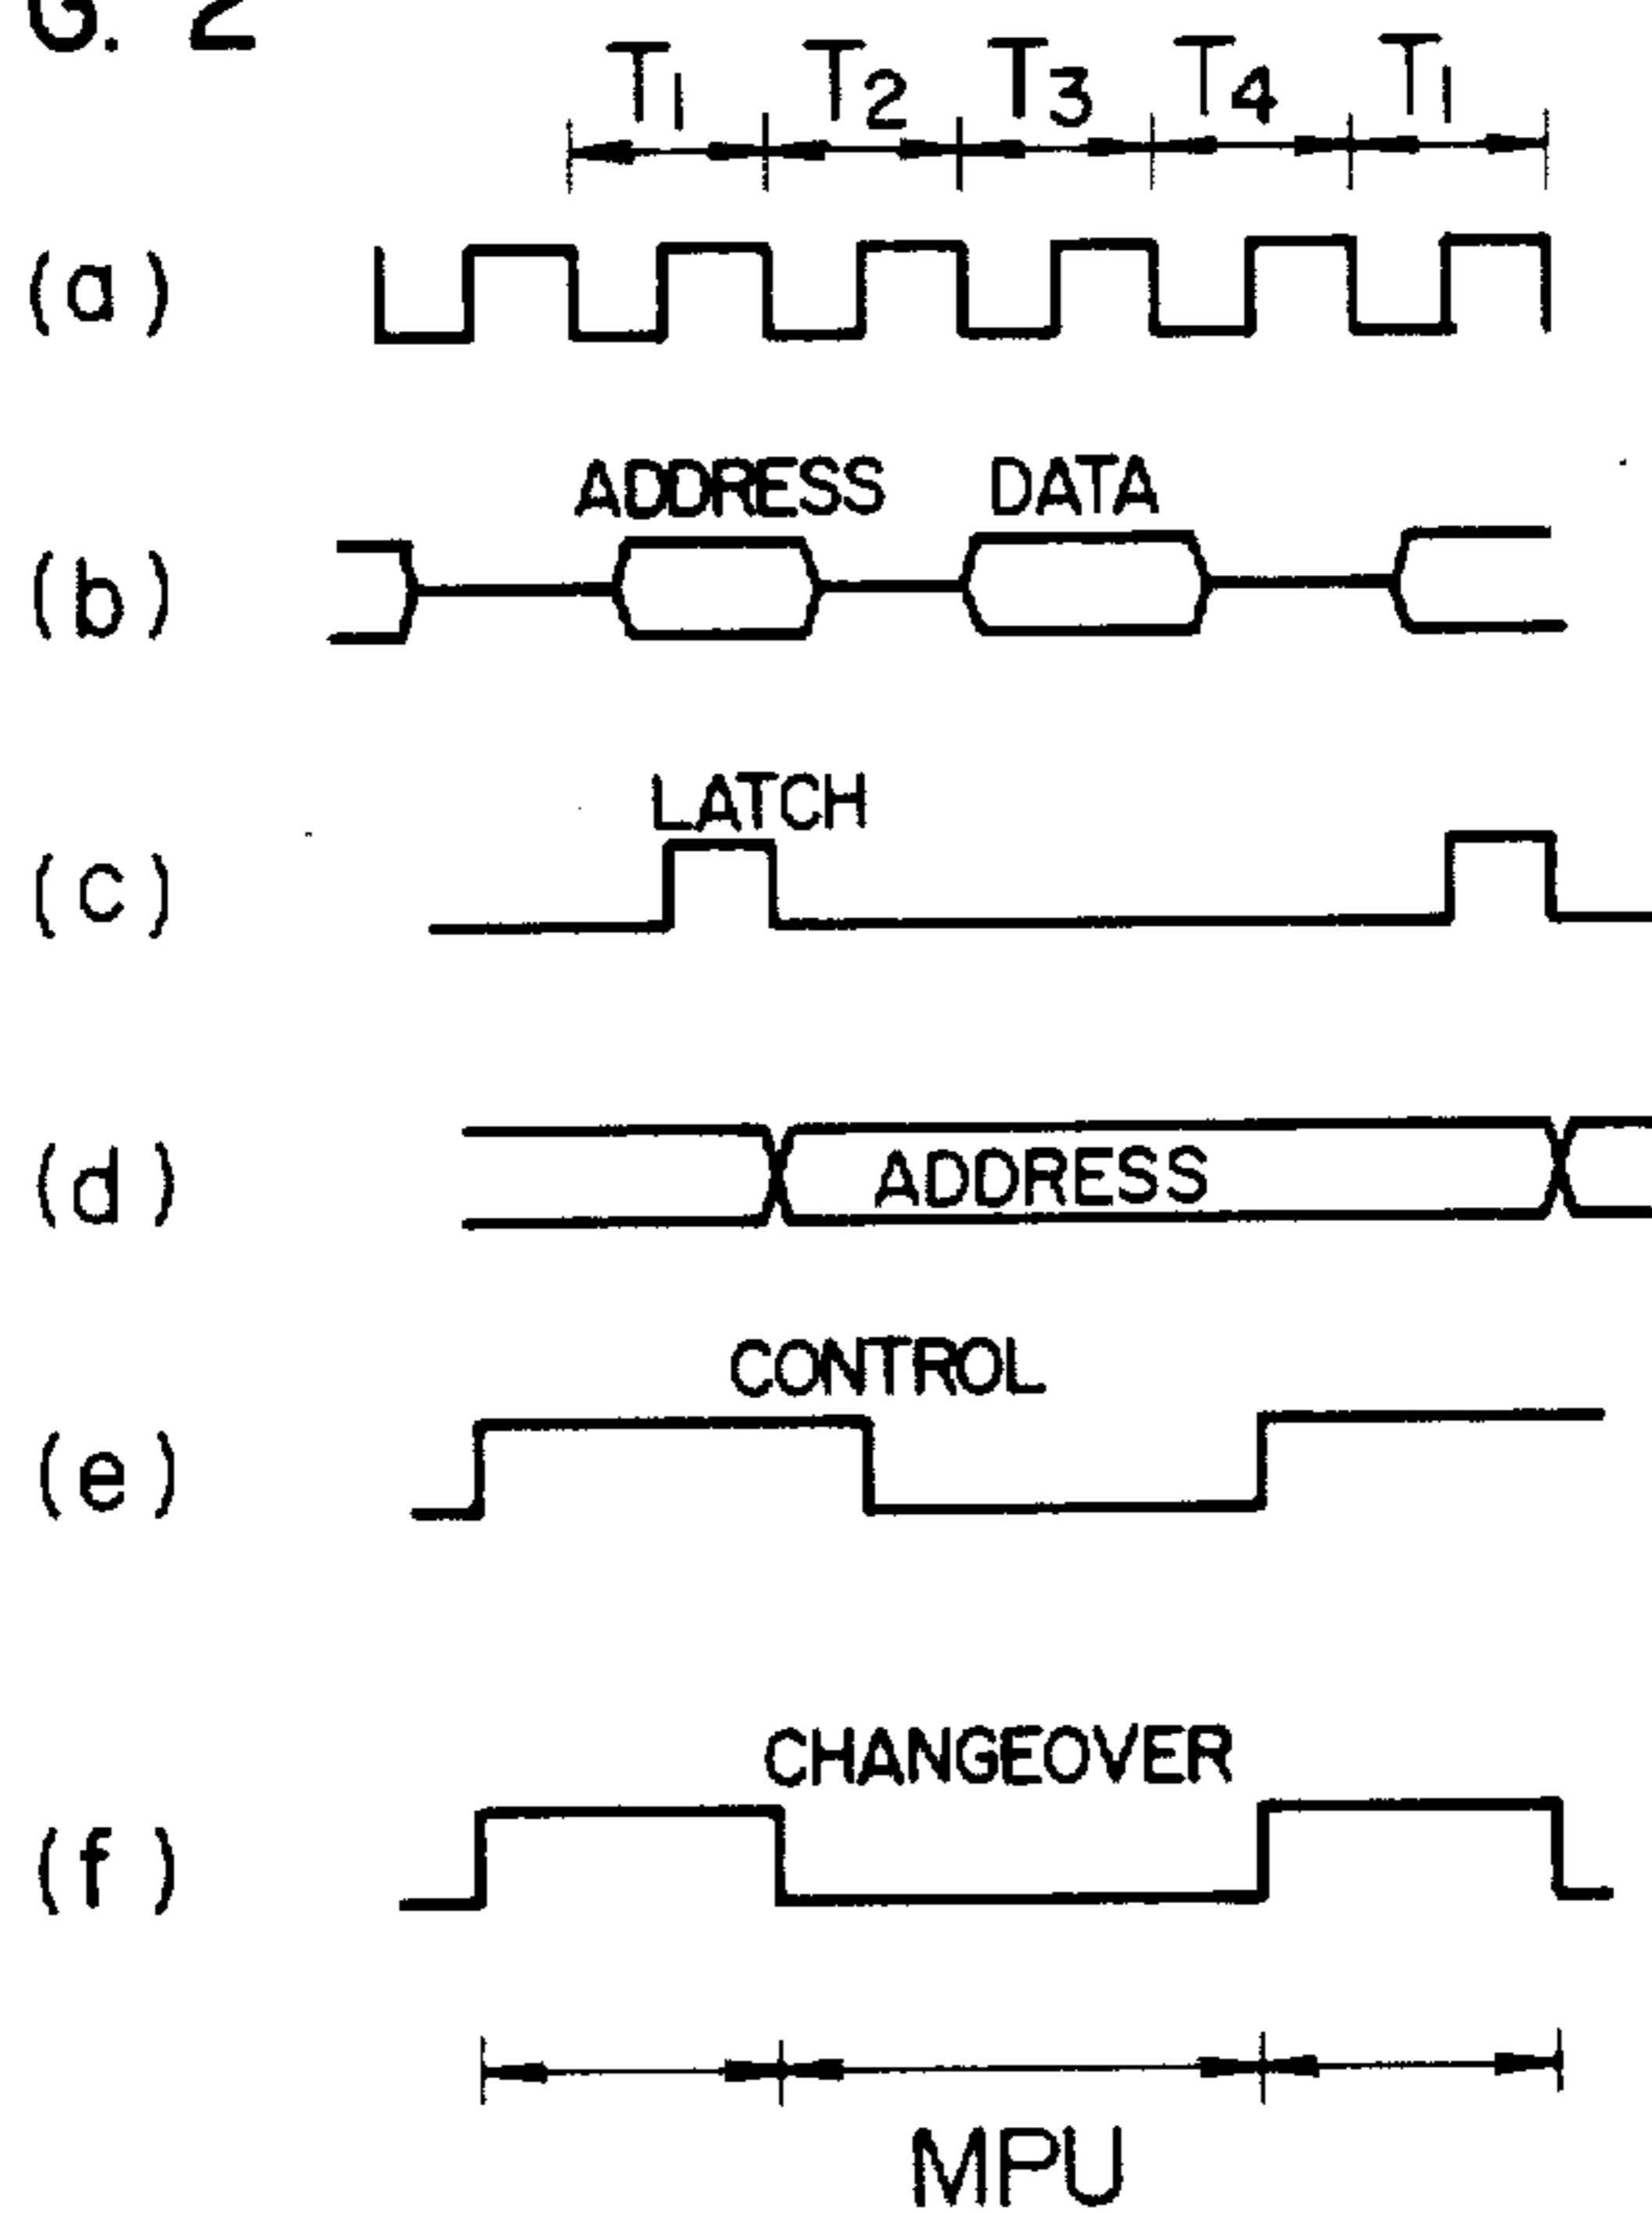 G. 2
T1 T2 T3 T4 T1
(a)
ADDRESS DATA
(b)
LATCH
(c)
(d) ADDRESS
CONTROL
(e)
CHANGEOVER
(f)
MPU